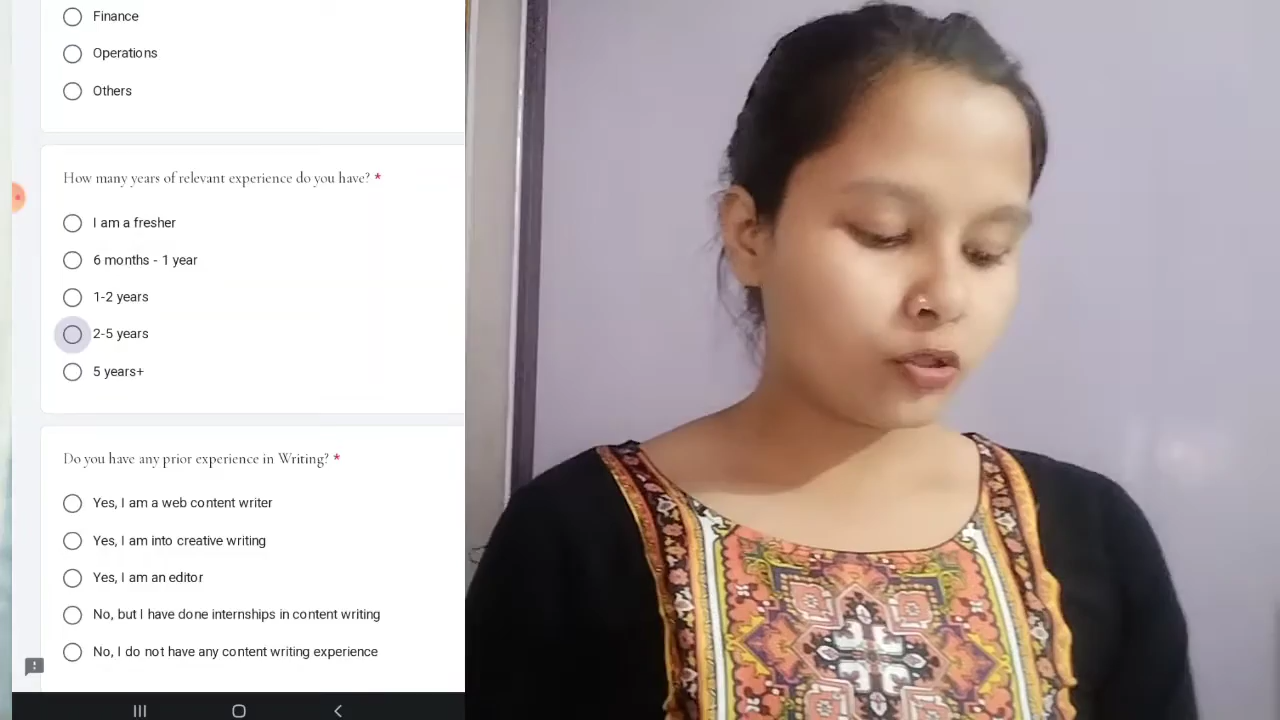 Finance
Operations
Others
How many years of relevant experience do you have? *
I am a fresher
6 months - 1 year
1-2 years
2-5 years
5 years+
Do you have any prior experience in Writing? *
Yes, I am a web content writer
Yes, I am into creative writing
Yes, I am an editor
No, but I have done internships in content writing
No, I do not have any content writing experience